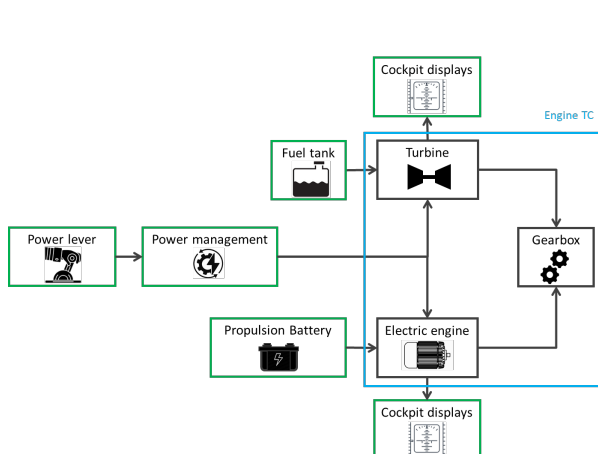 Cockpit displays
Engine TC
Fuel tank
Turbine
Power lever
Power management
Gearbox
Propulsion Battery
Electric engine
Cockpit displays